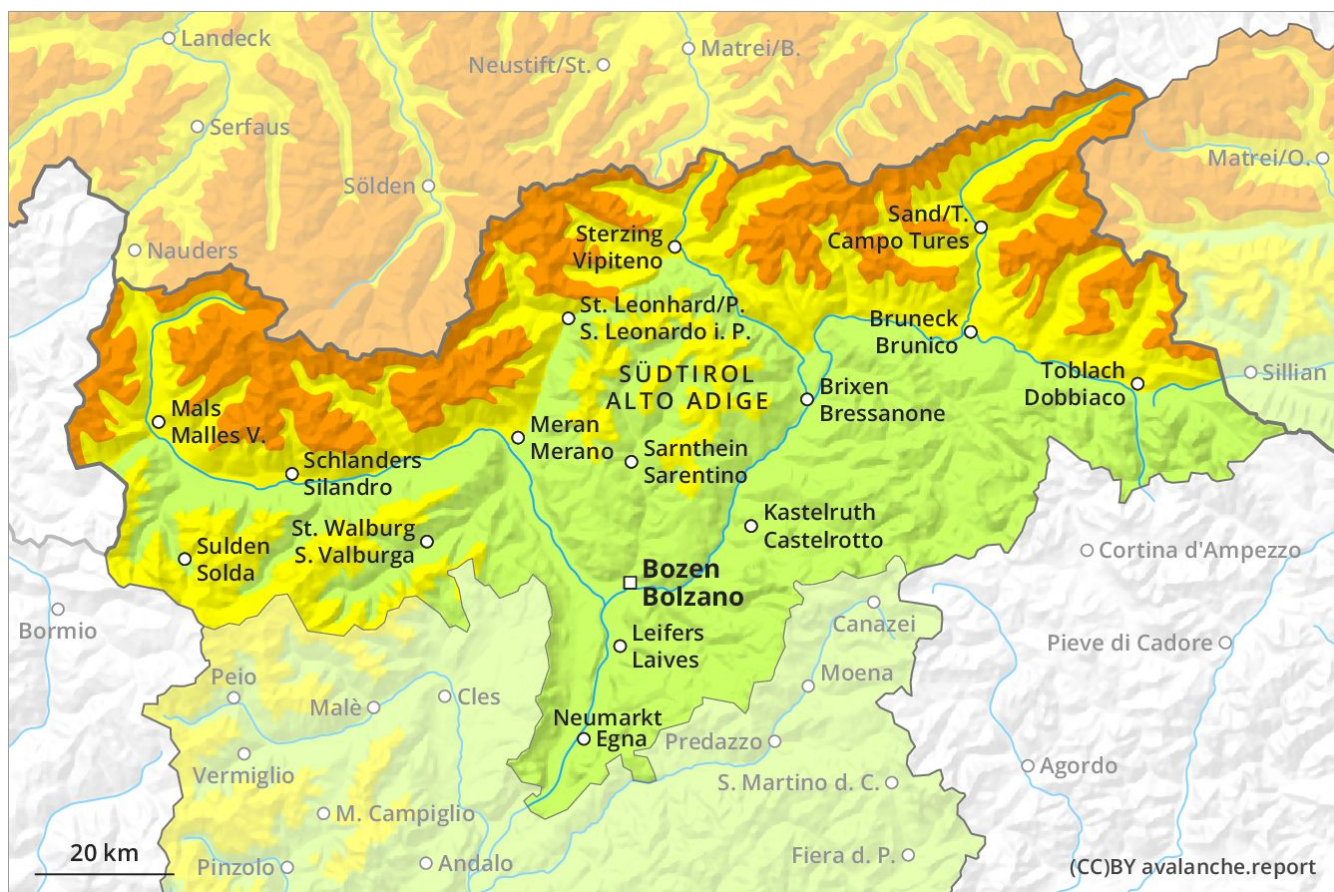 Landeck
Matrei/B.
Neustift/St.
Serfaus
Matrei/O.
Sölden
Sand/T.
Campo Tures
Sterzing
Vipiteno
Nauders
St. Leonhard/P.
S. Leonardo i. P.
Bruneck
Brunico
SÜDTIROL
ALTO ADIGE
Toblach
Dobbiaco
Sillian
Brixen
Bressanone
Mals
Malles V.
Meran
Merano
Sarnthein
Sarentino
Schlanders
Silandro
Kastelruth
Castelrotto
St. Walburg
S. Valburga
Sulden
Solda
Cortina d'Ampezzo
Bozen
Bolzano
Bormio
Canazei
Leifers
Laives
Pieve di Cadore
Peio
Moena
Malè
Cles
Neumarkt
Egna
Predazzo
Vermiglio
Agordo
S. Martino d. C.
M. Campiglio
20 km
Pinzolo
Andalo
Fiera d. P.
(CC)BY avalanche.report